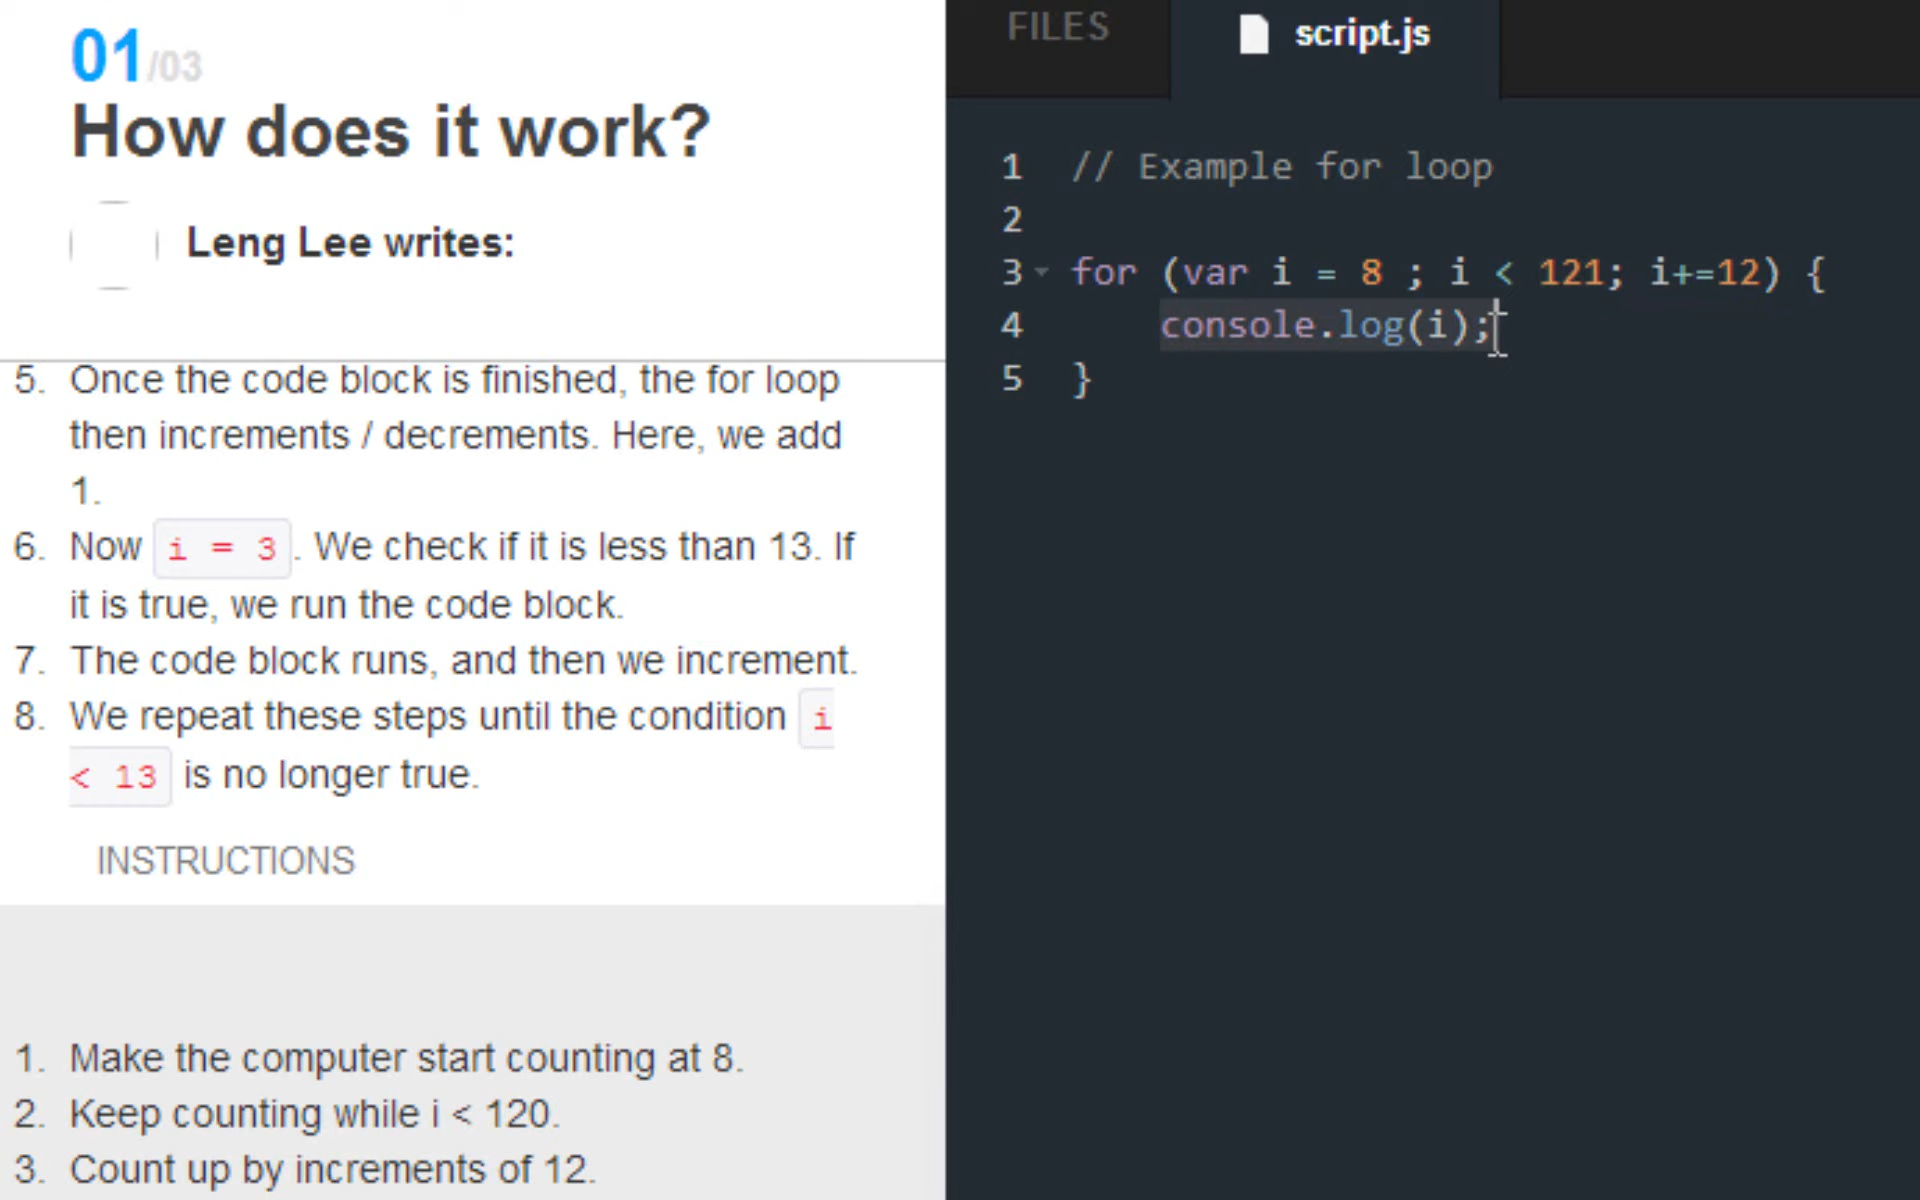 01/03
How does it work?
Leng Lee writes:
5. Once the code block is finished, the for loop
then increments / decrements. Here, we add
1.
6. Now i = 3 . We check if it is less than 13. If
it is true, we run the code block.
7. The code block runs, and then we increment.
8. We repeat these steps until the condition i
< 13 is no longer true.
INSTRUCTIONS
1. Make the computer start counting at 8.
2. Keep counting while i < 120.
3. Count up by increments of 12.
FILES
script.js
1 // Example for loop
2
3 for (var i = 8 ; i < 121; i+=12) {
4 console.log(i);
5 }